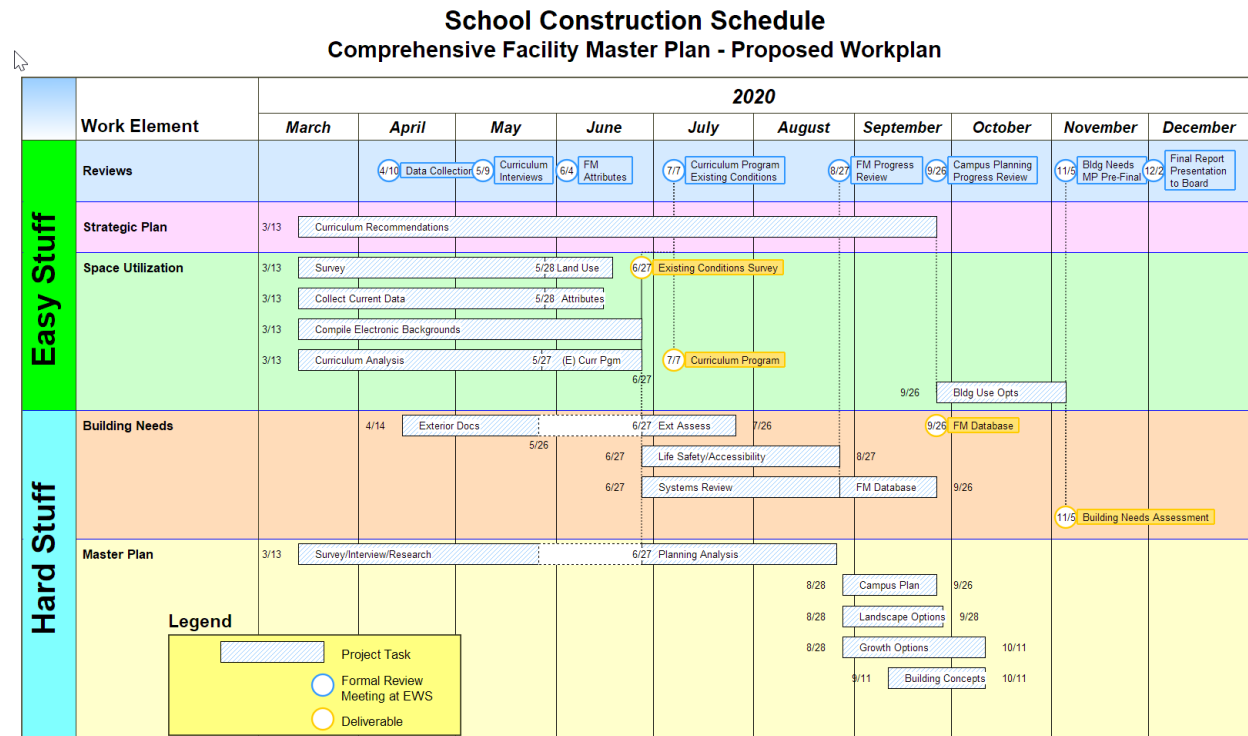 School Construction Schedule
Comprehensive Facility Master Plan - Proposed Workplan
2020
Work Element
March April May June July August September October November December
Easy Stuff
Reviews
4/10 Data Collection
5/9 Curriculum
Interviews
6/4 FM
Attributes
7/7 Curriculum Program
Existing Conditions
8/27 FM Progress
Review
9/26 Campus Planning
Progress Review
11/5 Bldg Needs
MP Pre-Final
12/2 Final Report
Presentation
to Board
Strategic Plan
3/13 Curriculum Recommendations
Space Utilization
3/13 Survey 5/28 Land Use 6/27 Existing Conditions Survey
3/13 Collect Current Data 5/28 Attributes
3/13 Compile Electronic Backgrounds
3/13 Curriculum Analysis 5/27 (E) Curr Pgm 7/7 Curriculum Program
6/27
9/26 Bldg Use Opts
Hard Stuff
Building Needs
4/14 Exterior Docs 6/27 Ext Assess 7/26 9/26 FM Database
5/26
6/27 Life Safety/Accessibility 8/27
6/27 Systems Review FM Database 9/26
11/5 Building Needs Assessment
Master Plan
3/13 Survey/Interview/Research 6/27 Planning Analysis
8/28 Campus Plan 9/26
8/28 Landscape Options 9/28
8/28 Growth Options 10/11
9/11 Building Concepts 10/11
Legend
Project Task
Formal Review
Meeting at EWS
Deliverable